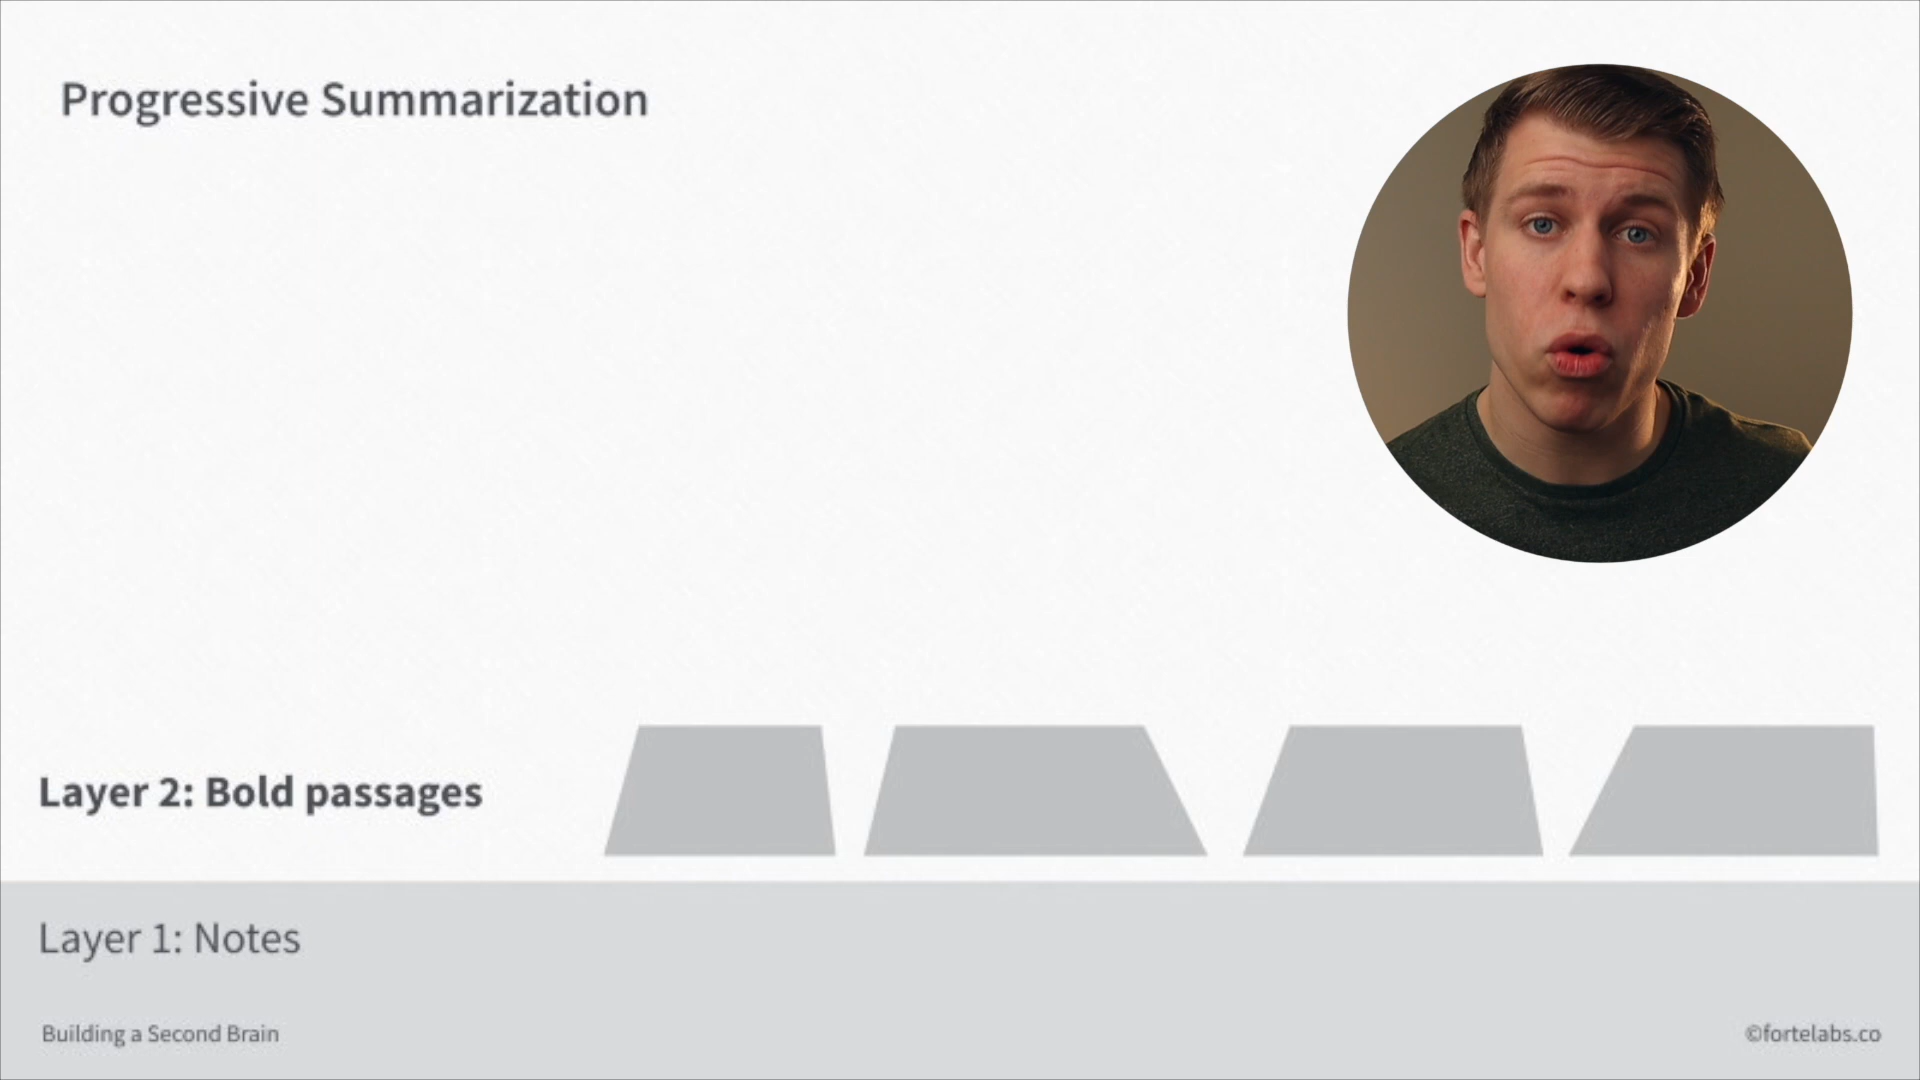 Progressive Summarization
Layer 2: Bold passages
Layer 1: Notes
Building a Second Brain
©fortelabs.co